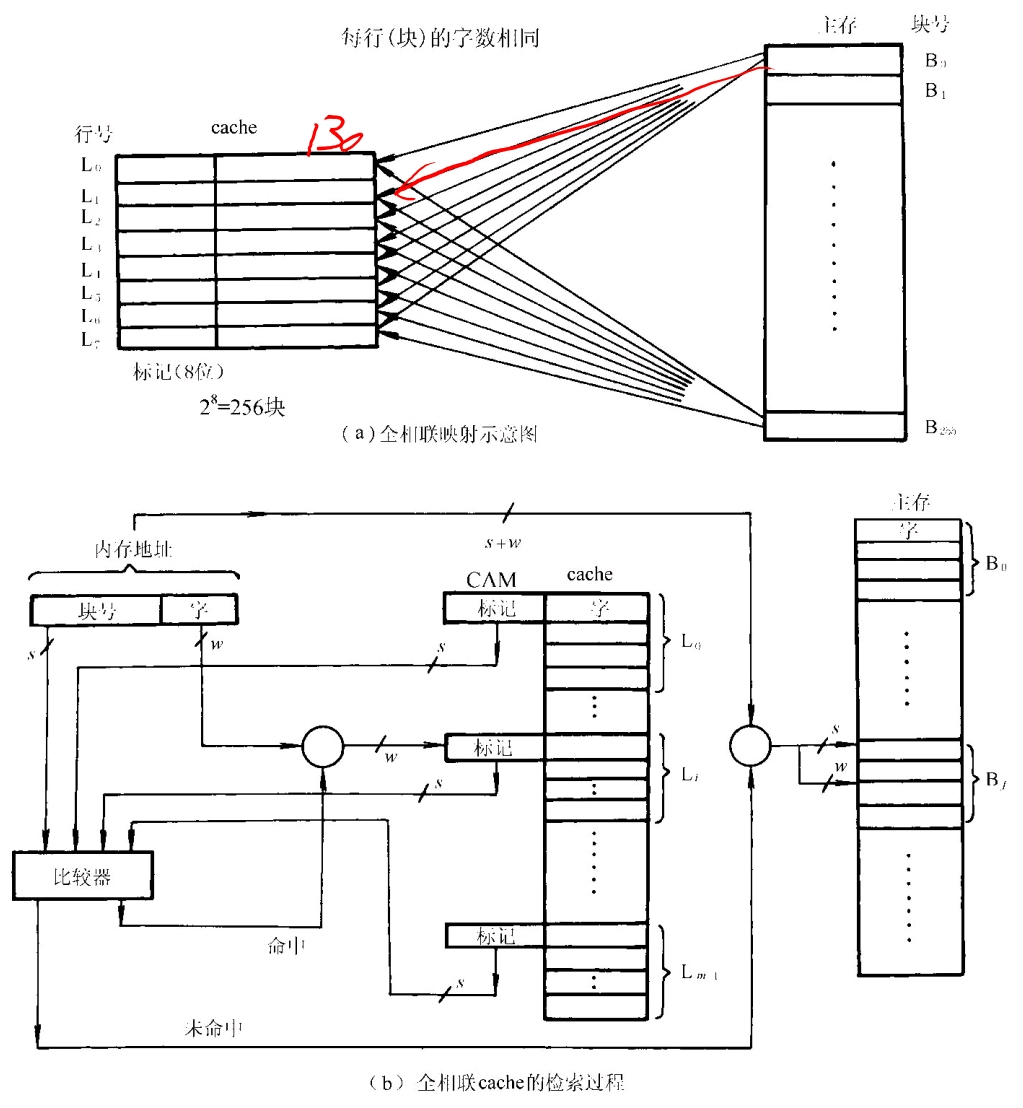 每行(块)的字数相同
主存 块号
B₀
B₁
行号 cache 130
L₀
L₁
L₂
L₃
L₄
L₅
L₆
L₇
标记(8位)
2⁸=256块
B₂₅₅
(a)全相联映射示意图
主存
字
B₀
s+w
内存地址
CAM cache
块号 字
标记 字
s w
s
L₀
w
标记
s w
Lᵢ
s
Bⱼ
比较器
命中
标记
s
Lₘ₋₁
未命中
(b) 全相联cache的检索过程